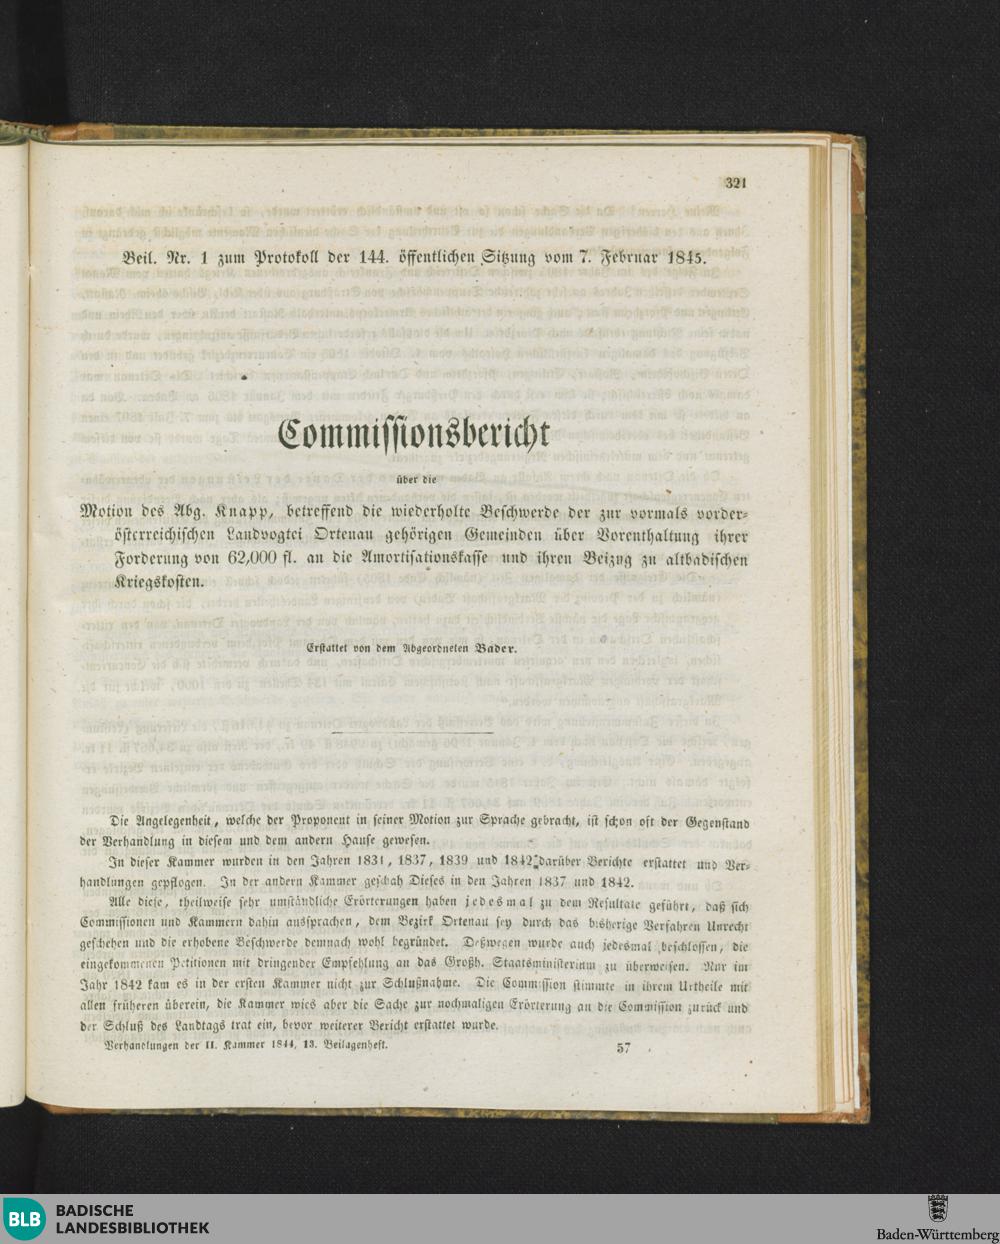 321
Beil. Nr. 1 zum Protokoll der 144. öffentlichen Sitzung vom 7. Februar 1845.
Commissionsbericht
über die
Motion des Abg. Knapp, betreffend die wiederholte Beschwerde der zur vormals vorder-
österreichischen Landvogtei Ortenau gehörigen Gemeinden über Vorenthaltung ihrer
Forderung von 62,000 fl. an die Amortisationskasse und ihren Beizug zu altbadischen
Kriegskosten.
Erstattet von dem Abgeordneten Bader.
Die Angelegenheit, welche der Proponent in seiner Motion zur Sprache gebracht, ist schon oft der Gegenstand
der Verhandlung in diesem und dem andern Hause gewesen.
In dieser Kammer wurden in den Jahren 1831, 1837, 1839 und 1842 darüber Berichte erstattet und Ver-
handlungen gepflogen. In der andern Kammer geschah Dieses in den Jahren 1837 und 1842.
Alle diese, theilweise sehr umständliche Erörterungen haben jedesmal zu dem Resultate geführt, daß sich
Commissionen und Kammern dahin aussprachen, dem Bezirk Ortenau sey durch das bisherige Verfahren Unrecht
geschehen und die erhobene Beschwerde demnach wohl begründet. Deßwegen wurde auch jedesmal beschlossen, die
eingekommenen Petitionen mit dringender Empfehlung an das Großh. Staatsministerium zu überweisen. Nur im
Jahr 1842 kam es in der ersten Kammer nicht zur Schlußnahme. Die Commission stimmte in ihrem Urtheile mit
allen früheren überein, die Kammer wies aber die Sache zur nochmaligen Erörterung an die Commission zurück und
der Schluß des Landtags trat ein, bevor weiterer Bericht erstattet wurde.
Verhandlungen der II. Kammer 1844, 13. Beilagenheft.
57
BLB
BADISCHE
LANDESBIBLIOTHEK
Baden-Württemberg